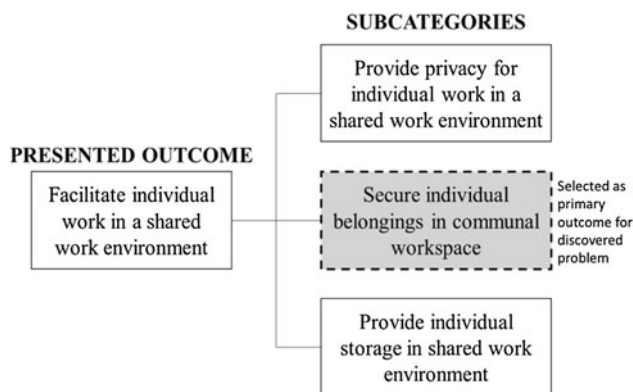 SUBCATEGORIES
Provide privacy for
individual work in a
shared work environment
PRESENTED OUTCOME
Facilitate individual
work in a shared
work environment
Secure individual
belongings in communal
workspace
Selected as
primary
outcome for
discovered
problem
Provide individual
storage in shared work
environment